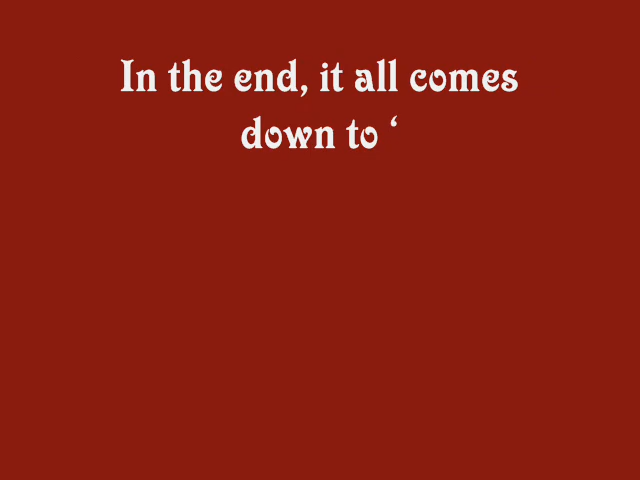 In the end, it all comes
down to ‘